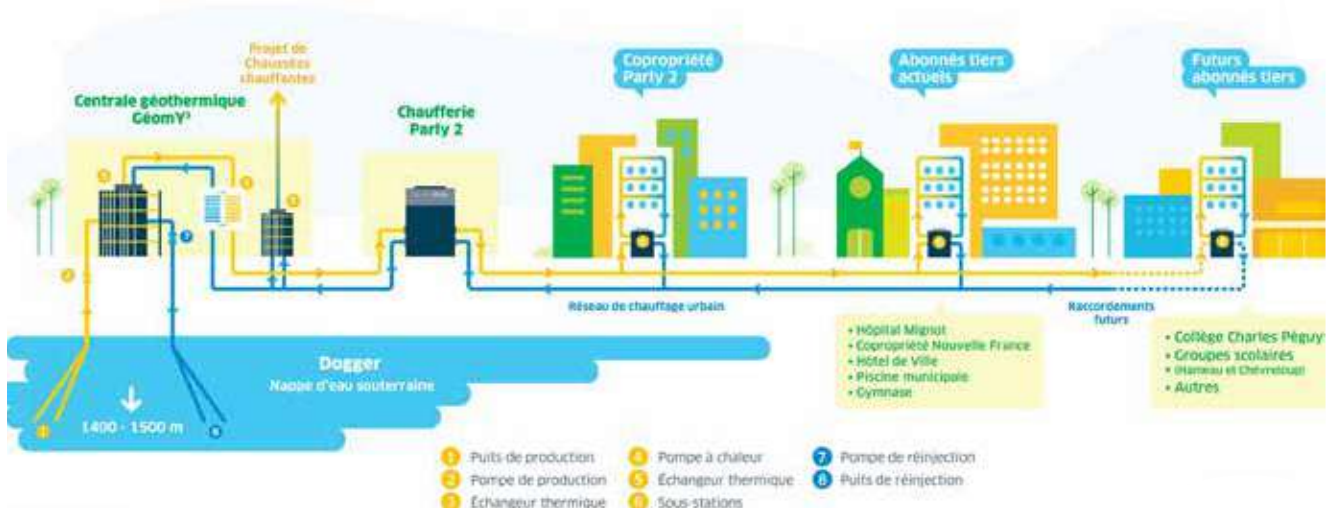 Projet de
Chaussées
chauffantes
Centrale géothermique
GéomY³
Chaufferie
Parly 2
Copropriété
Parly 2
Abonnés tiers
actuels
Futurs
abonnés tiers
Réseau de chauffage urbain
Raccordements
futurs
• Hôpital Mignot
• Copropriété Nouvelle France
• Hôtel de Ville
• Piscine municipale
• Gymnase
• Collège Charles Péguy
• Groupes scolaires
• (Hameau et Chèvreloup)
• Autres
Dogger
Nappe d'eau souterraine
1400 - 1500 m
1 Puits de production
2 Pompe de production
3 Échangeur thermique
4 Pompe à chaleur
5 Échangeur thermique
6 Sous-stations
7 Pompe de réinjection
8 Puits de réinjection